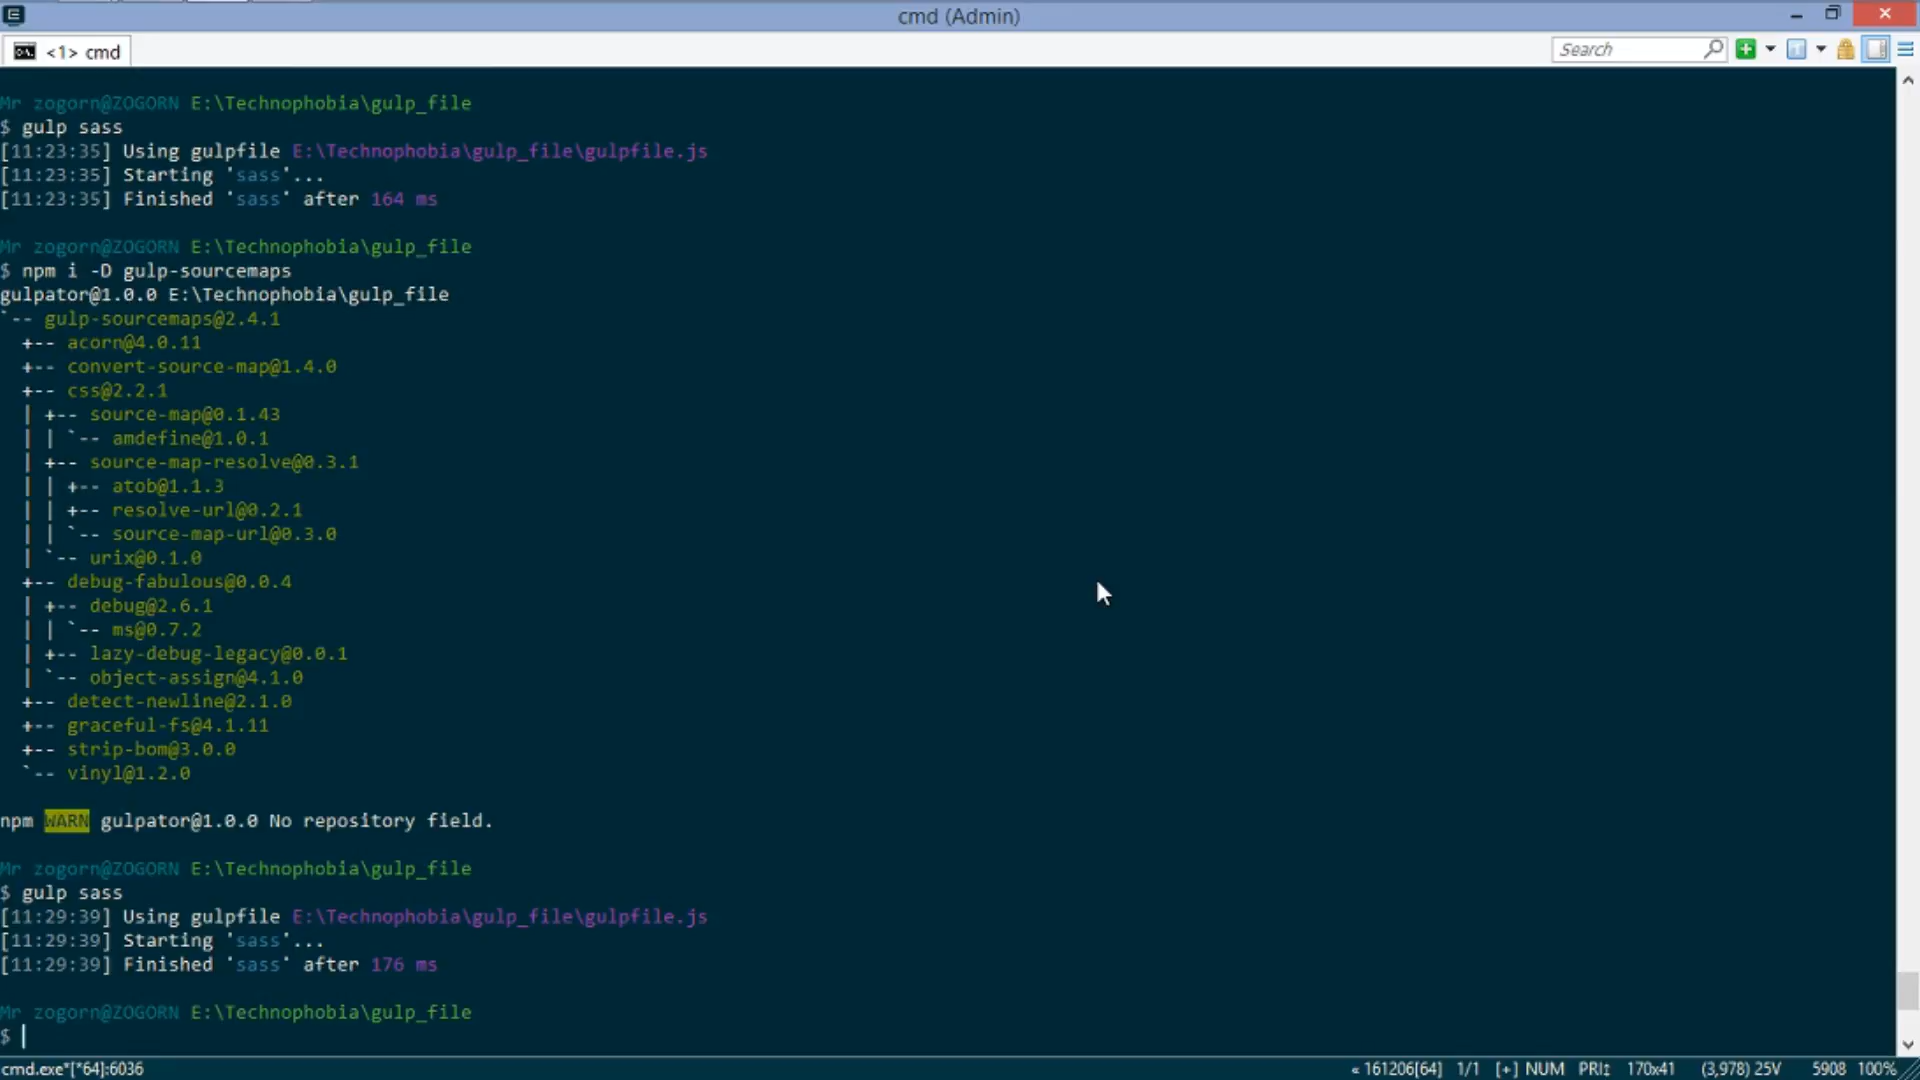 cmd (Admin)
<1> cmd
Search
Mr zogorn@ZOGORN E:\Technophobia\gulp_file
$ gulp sass
[11:23:35] Using gulpfile E:\Technophobia\gulp_file\gulpfile.js
[11:23:35] Starting 'sass'...
[11:23:35] Finished 'sass' after 164 ms
Mr zogorn@ZOGORN E:\Technophobia\gulp_file
$ npm i -D gulp-sourcemaps
gulpator@1.0.0 E:\Technophobia\gulp_file
`-- gulp-sourcemaps@2.4.1
  +-- acorn@4.0.11
  +-- convert-source-map@1.4.0
  +-- css@2.2.1
  | +-- source-map@0.1.43
  | | `-- amdefine@1.0.1
  | +-- source-map-resolve@0.3.1
  | | +-- atob@1.1.3
  | | +-- resolve-url@0.2.1
  | | `-- source-map-url@0.3.0
  | `-- urix@0.1.0
  +-- debug-fabulous@0.0.4
  | +-- debug@2.6.1
  | | `-- ms@0.7.2
  | +-- lazy-debug-legacy@0.0.1
  | `-- object-assign@4.1.0
  +-- detect-newline@2.1.0
  +-- graceful-fs@4.1.11
  +-- strip-bom@3.0.0
  `-- vinyl@1.2.0
npm WARN gulpator@1.0.0 No repository field.
Mr zogorn@ZOGORN E:\Technophobia\gulp_file
$ gulp sass
[11:29:39] Using gulpfile E:\Technophobia\gulp_file\gulpfile.js
[11:29:39] Starting 'sass'...
[11:29:39] Finished 'sass' after 176 ms
Mr zogorn@ZOGORN E:\Technophobia\gulp_file
$
cmd.exe*[*64]:6036 « 161206[64] 1/1 [+] NUM PRI↕ 170x41 (3,978) 25V 5908 100%